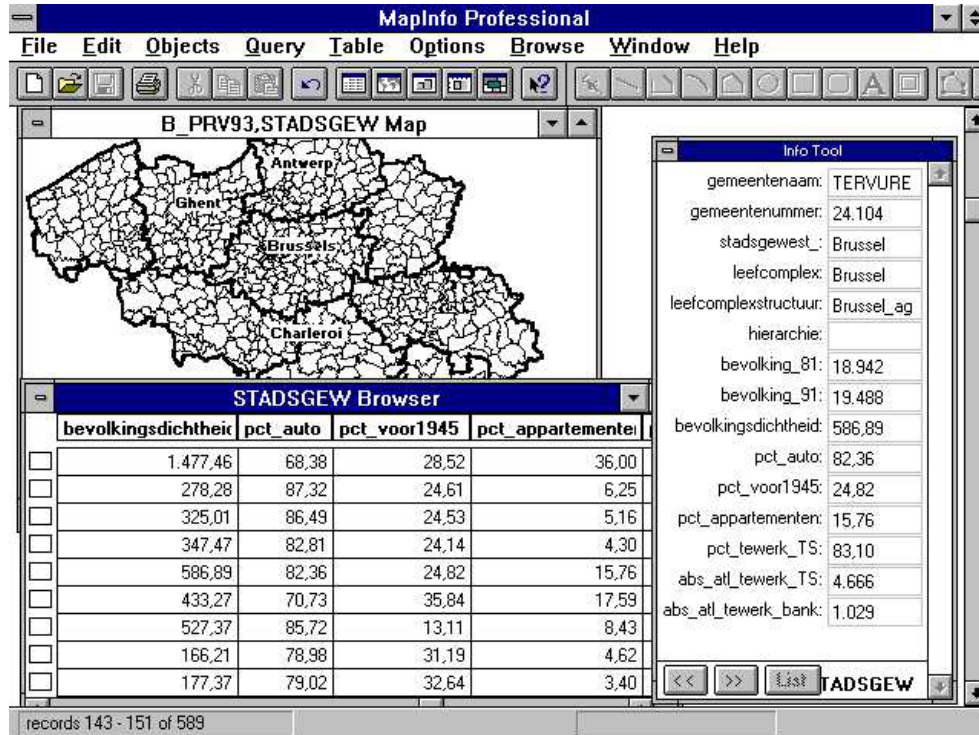 MapInfo Professional
File Edit Objects Query Table Options Browse Window Help
B_PRV93,STADSGEW Map
Antwerp
Ghent
Brussels
Charleroi
Info Tool
gemeentenaam: TERVURE
gemeentenummer: 24.104
stadsgewest_: Brussel
leefcomplex: Brussel
leefcomplexstructuur: Brussel_ag
hierarchie:
bevolking_81: 18.942
bevolking_91: 19.488
bevolkingsdichtheid: 586,89
pct_auto: 82,36
pct_voor1945: 24,82
pct_appartementen: 15,76
pct_tewerk_TS: 83,10
abs_atl_tewerk_TS: 4.666
abs_atl_tewerk_bank: 1.029
<< >> List TADSGEW
STADSGEW Browser
bevolkingsdichtheid pct_auto pct_voor1945 pct_appartementen
1.477,46 68,38 28,52 36,00
278,28 87,32 24,61 6,25
325,01 86,49 24,53 5,16
347,47 82,81 24,14 4,30
586,89 82,36 24,82 15,76
433,27 70,73 35,84 17,59
527,37 85,72 13,11 8,43
166,21 78,98 31,19 4,62
177,37 79,02 32,64 3,40
records 143 - 151 of 589